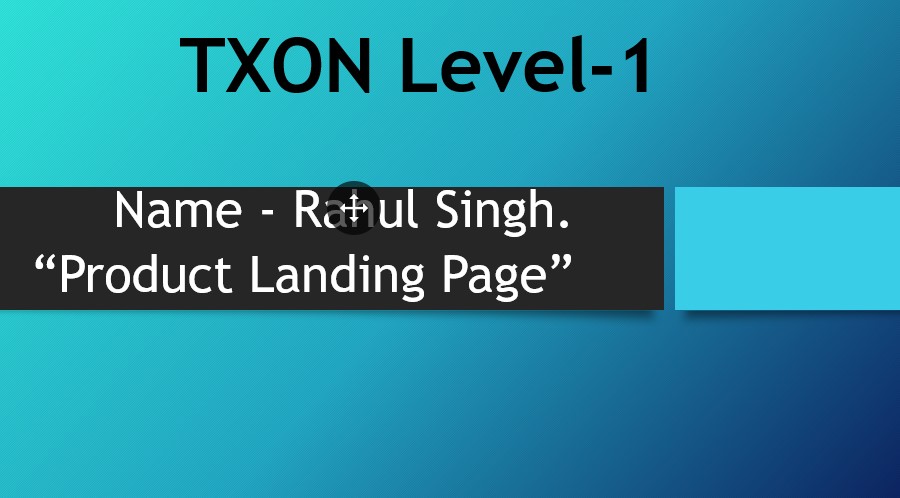 TXON Level-1
Name - Rahul Singh.
“Product Landing Page”